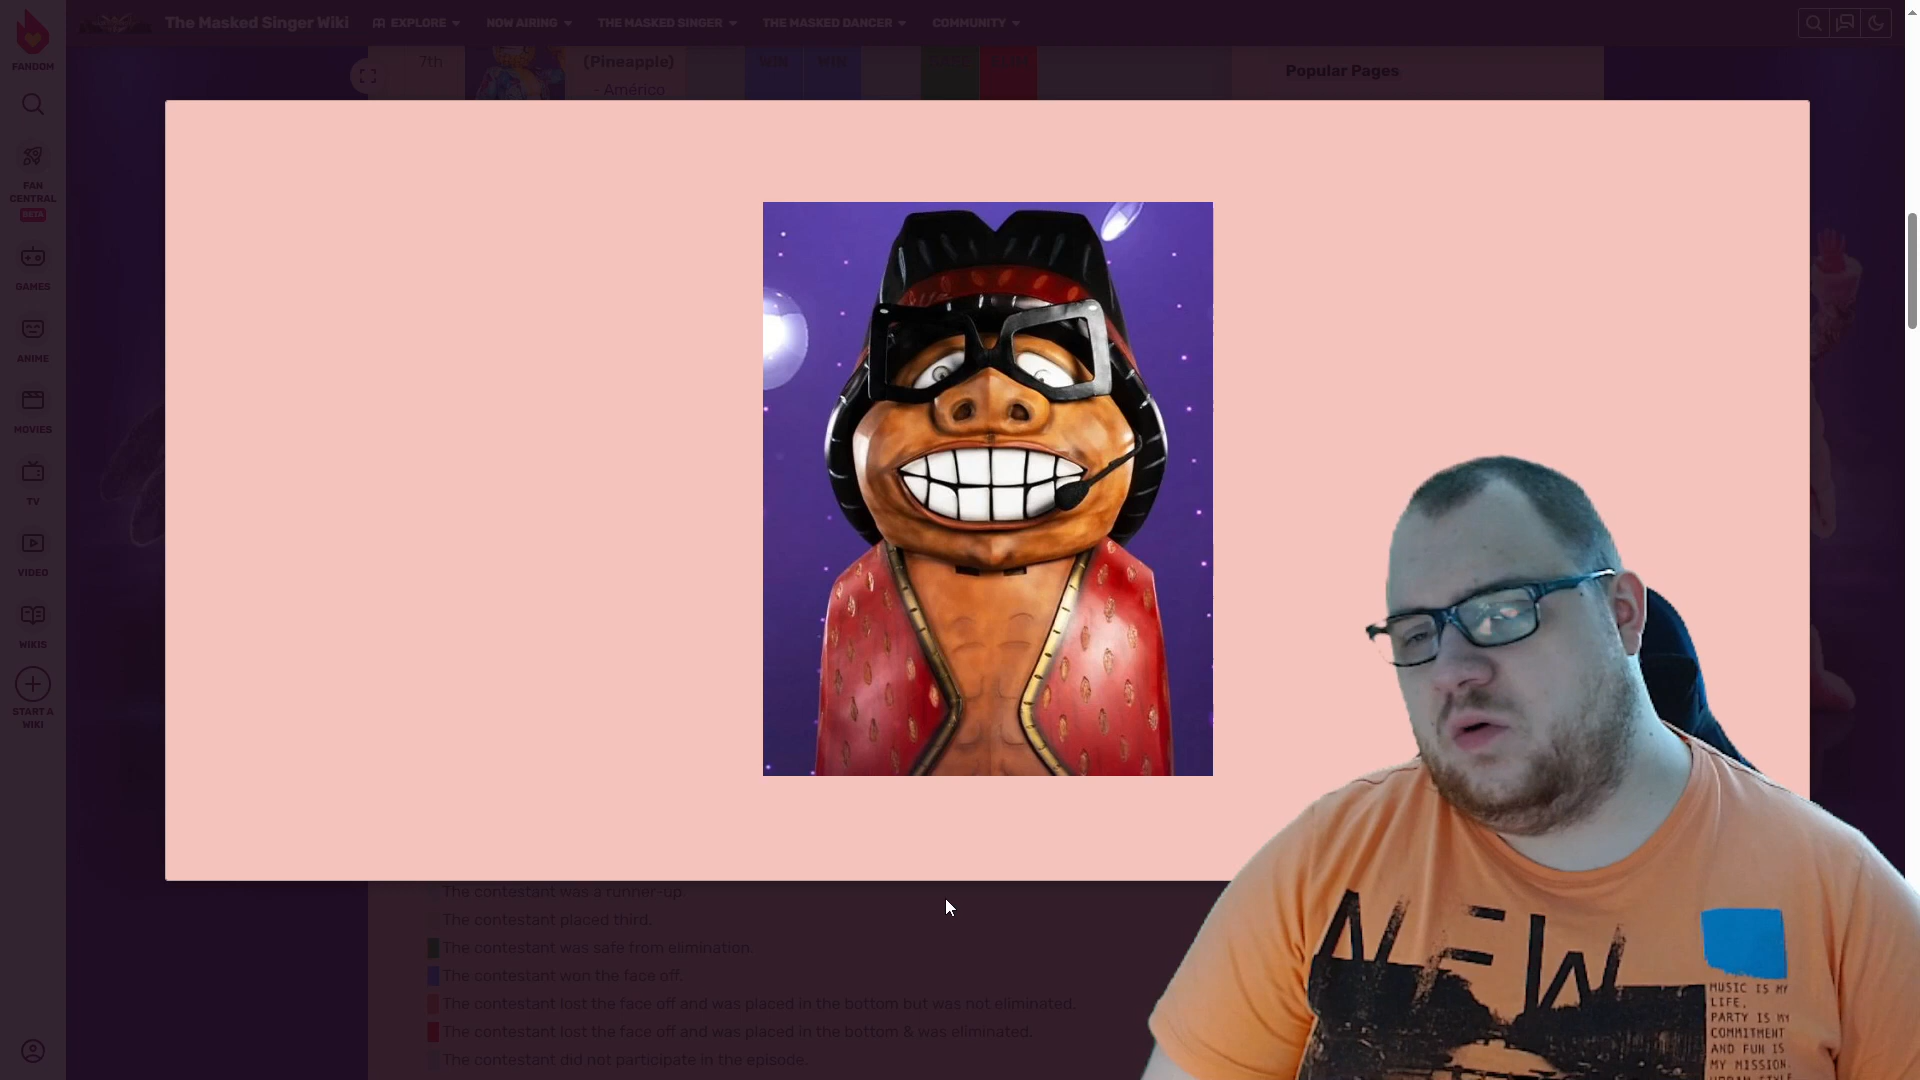 The Masked Singer Wiki
EXPLORE
NOW AIRING
THE MASKED SINGER
THE MASKED DANCER
COMMUNITY
FANDOM
7th
(Pineapple)
- Américo
WIN
WIN
Popular Pages
FAN
CENTRAL
BETA
GAMES
ANIME
MOVIES
TV
VIDEO
WIKIS
START A
WIKI
The contestant was a runner-up.
The contestant placed third.
The contestant was safe from elimination.
The contestant won the face off.
The contestant lost the face off and was placed in the bottom but was not eliminated.
The contestant lost the face off and was placed in the bottom & was eliminated.
The contestant did not participate in the episode.
NEW
MUSIC IS MY
LIFE,
PARTY IS MY
COMMITMENT
AND FUN IS
MY MISSION.